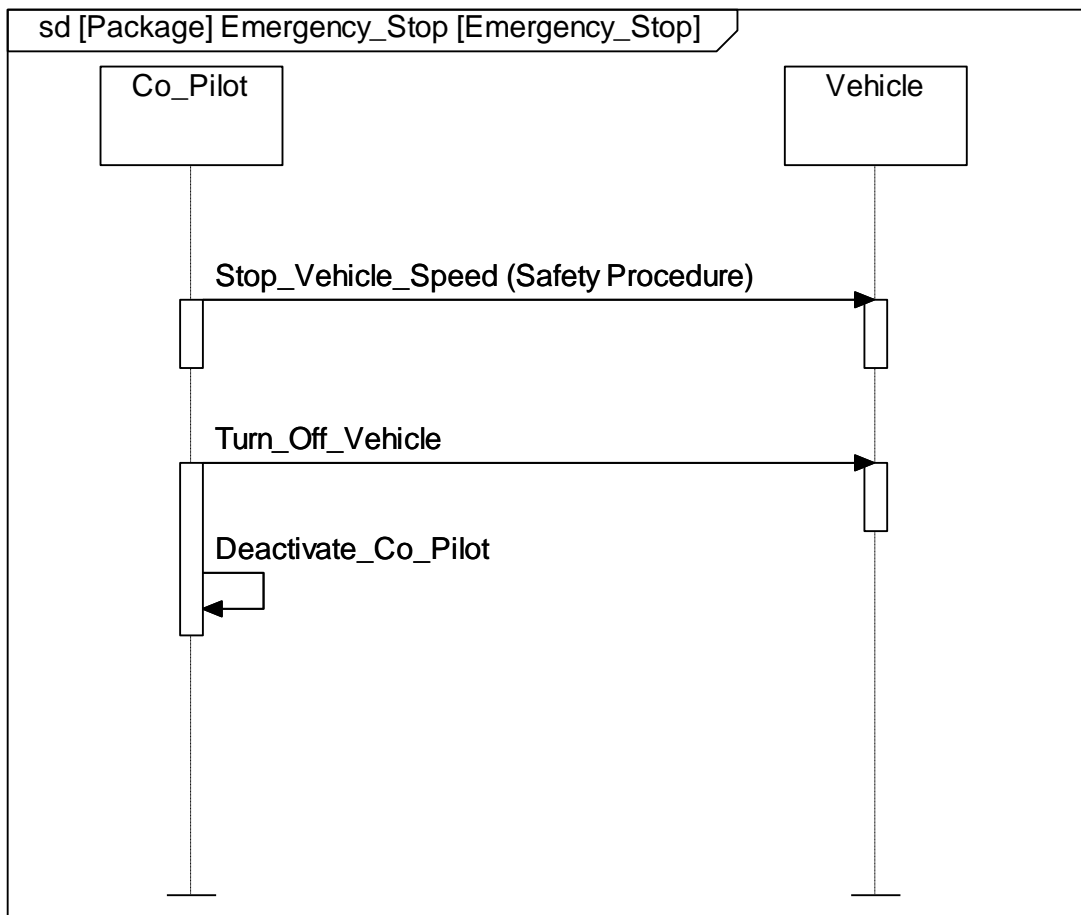 sd [Package] Emergency_Stop [Emergency_Stop]
Co_Pilot
Vehicle
Stop_Vehicle_Speed (Safety Procedure)
Turn_Off_Vehicle
Deactivate_Co_Pilot